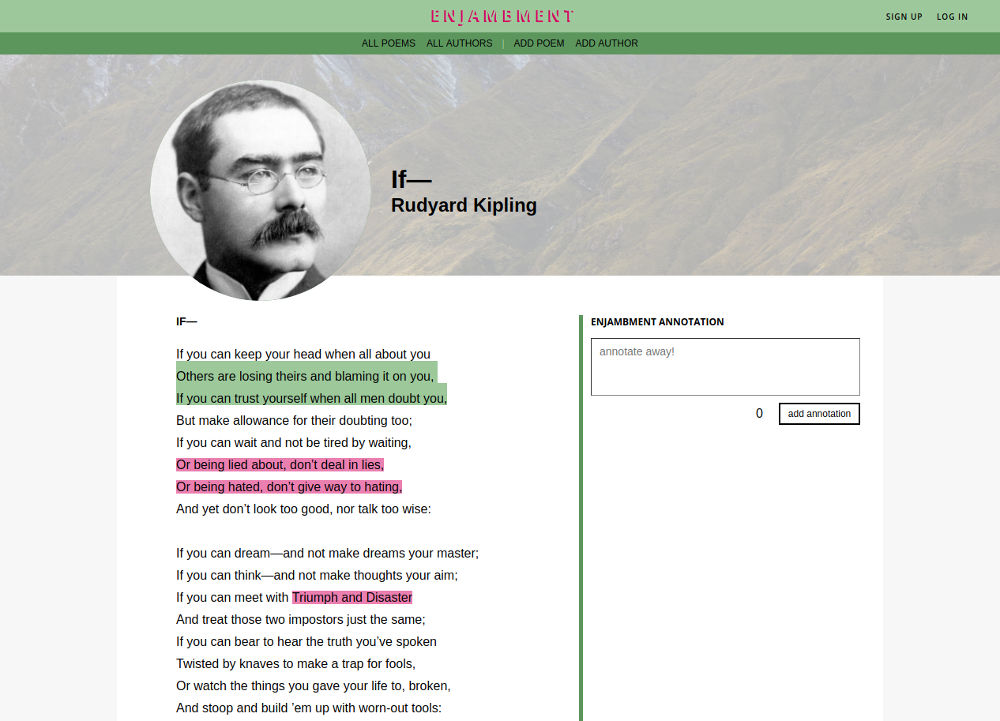 ENJAMBMENT
SIGN UP LOG IN
ALL POEMS ALL AUTHORS | ADD POEM ADD AUTHOR
If—
Rudyard Kipling
IF—
If you can keep your head when all about you
Others are losing theirs and blaming it on you,
If you can trust yourself when all men doubt you,
But make allowance for their doubting too;
If you can wait and not be tired by waiting,
Or being lied about, don’t deal in lies,
Or being hated, don’t give way to hating,
And yet don’t look too good, nor talk too wise:
If you can dream—and not make dreams your master;
If you can think—and not make thoughts your aim;
If you can meet with Triumph and Disaster
And treat those two impostors just the same;
If you can bear to hear the truth you’ve spoken
Twisted by knaves to make a trap for fools,
Or watch the things you gave your life to, broken,
And stoop and build ’em up with worn-out tools:
ENJAMBMENT ANNOTATION
annotate away!
0 add annotation